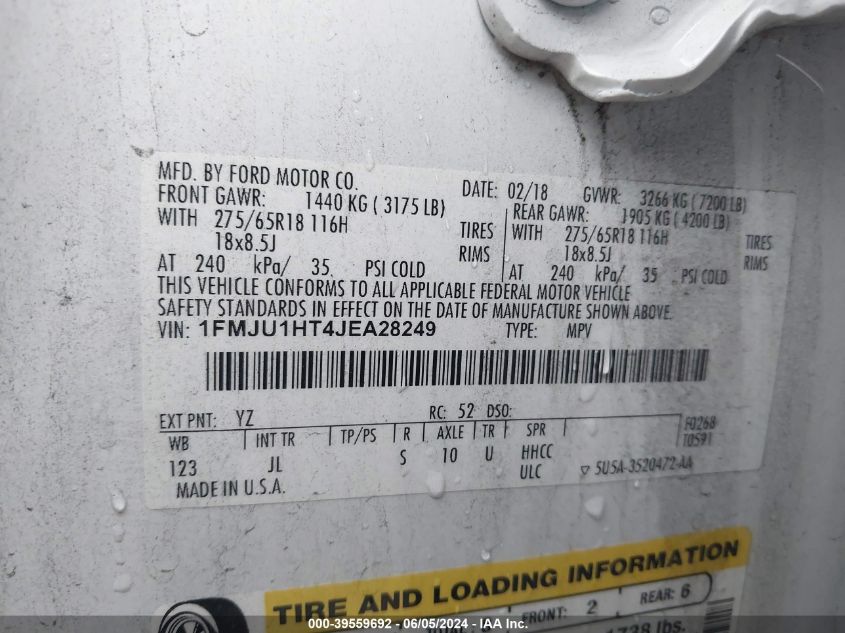 MFD. BY FORD MOTOR CO.
DATE: 02/18 GVWR: 3266 KG ( 7200 LB)
FRONT GAWR: 1440 KG ( 3175 LB)
REAR GAWR: 1905 KG ( 4200 LB)
WITH 275/65R18 116H TIRES
WITH 275/65R18 116H TIRES
18x8.5J RIMS
18x8.5J RIMS
AT 240 kPa/ 35 PSI COLD
AT 240 kPa/ 35 PSI COLD
THIS VEHICLE CONFORMS TO ALL APPLICABLE FEDERAL MOTOR VEHICLE
SAFETY STANDARDS IN EFFECT ON THE DATE OF MANUFACTURE SHOWN ABOVE.
VIN: 1FMJU1HT4JEA28249 TYPE: MPV
EXT PNT: YZ RC: 52 DSO:
WB INT TR TP/PS R AXLE TR SPR
F0268
T0591
123 JL S 10 U HHCC
ULC 5U5A-3520472-AA
MADE IN U.S.A.
TIRE AND LOADING INFORMATION
FRONT: 2 REAR: 6
lbs.
000-39559692 - 06/05/2024 - IAA Inc.